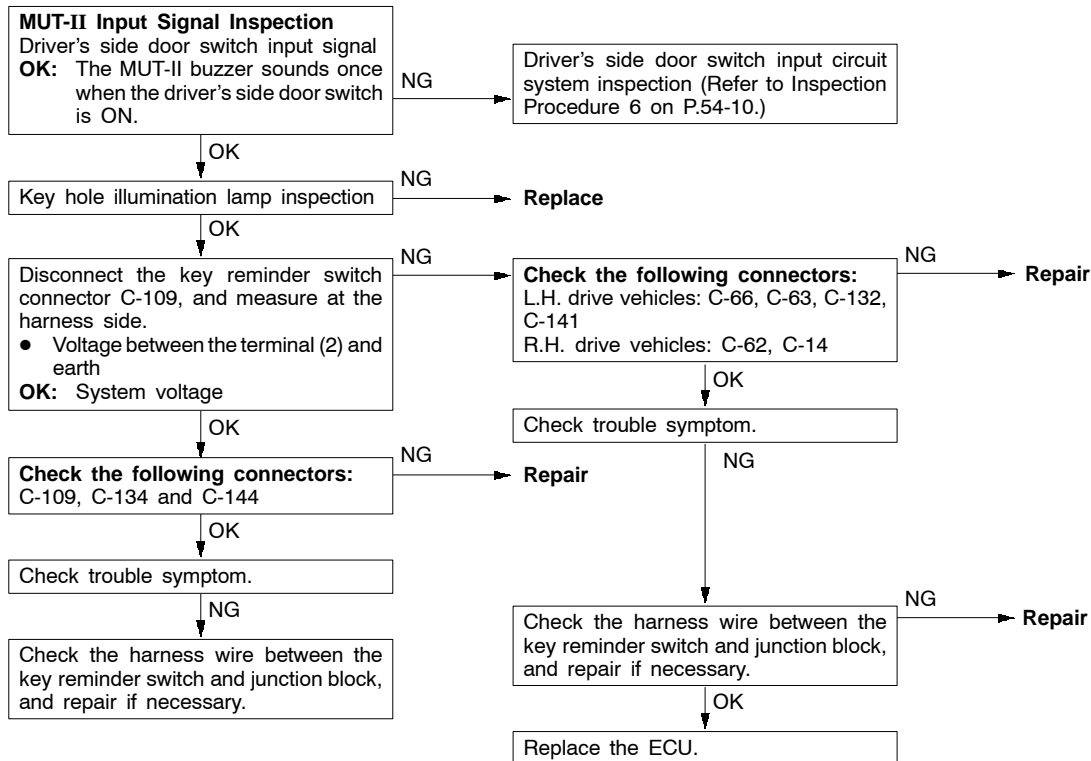 MUT-II Input Signal Inspection
Driver's side door switch input signal
OK: The MUT-II buzzer sounds once
when the driver's side door switch
is ON.
NG
Driver's side door switch input circuit
system inspection (Refer to Inspection
Procedure 6 on P.54-10.)
OK
Key hole illumination lamp inspection
NG
Replace
OK
Disconnect the key reminder switch
connector C-109, and measure at the
harness side.
● Voltage between the terminal (2) and
earth
OK: System voltage
NG
Check the following connectors:
L.H. drive vehicles: C-66, C-63, C-132,
C-141
R.H. drive vehicles: C-62, C-14
NG
Repair
OK
Check trouble symptom.
NG
OK
Check the following connectors:
C-109, C-134 and C-144
NG
Repair
OK
Check trouble symptom.
NG
Check the harness wire between the
key reminder switch and junction block,
and repair if necessary.
Check the harness wire between the
key reminder switch and junction block,
and repair if necessary.
NG
Repair
OK
Replace the ECU.